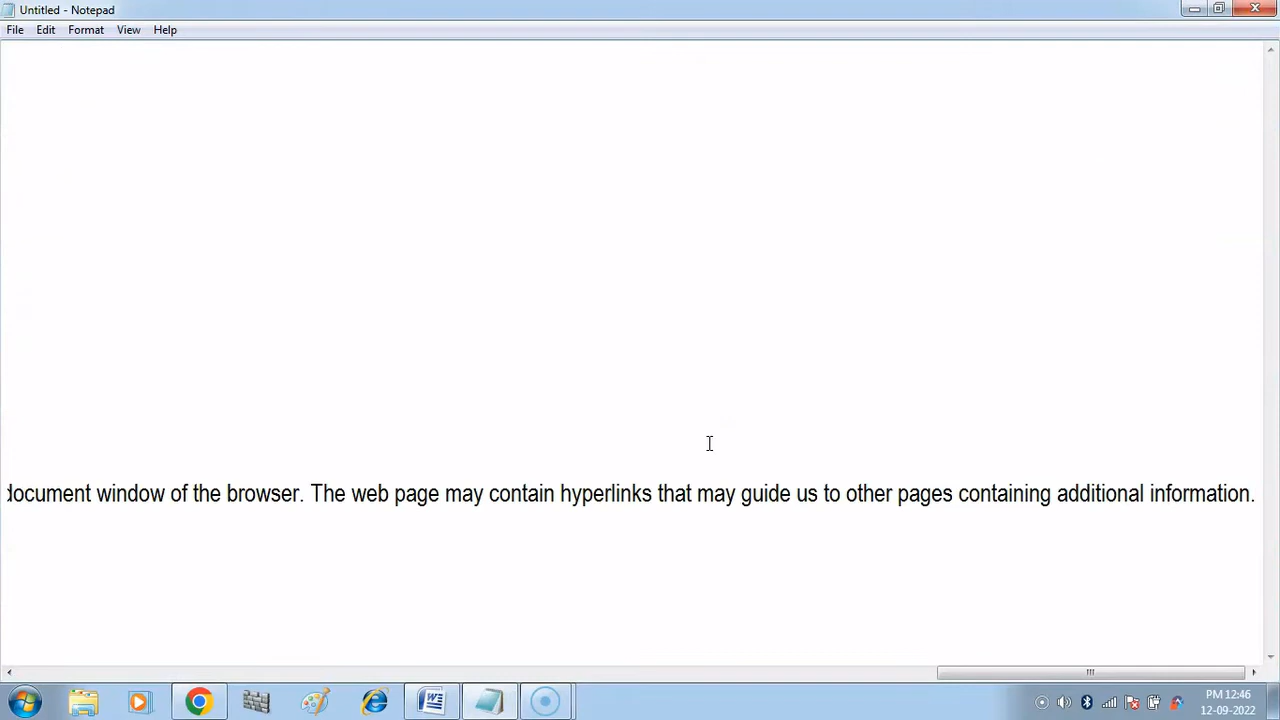 Untitled - Notepad
File Edit Format View Help
document window of the browser. The web page may contain hyperlinks that may guide us to other pages containing additional information.
PM 12:46
12-09-2022